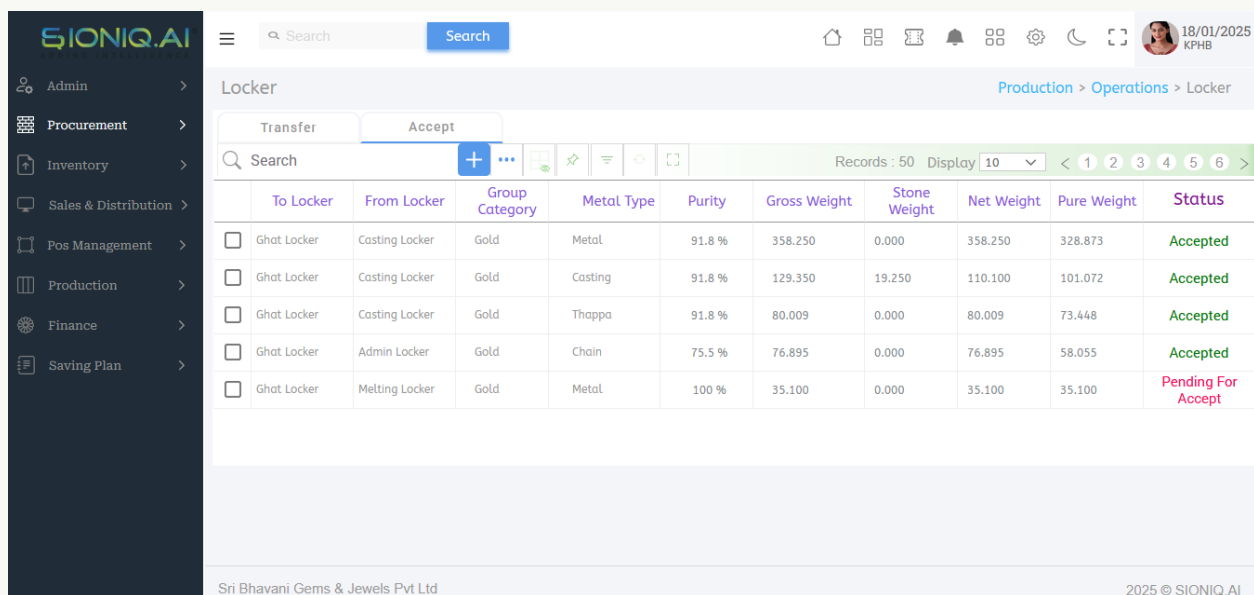 SIONIQ.AI
Search
Search
18/01/2025
KPHB
Admin
Procurement
Inventory
Sales & Distribution
Pos Management
Production
Finance
Saving Plan
Locker
Production > Operations > Locker
Transfer Accept
Search
Records : 50 Display 10 < 1 2 3 4 5 6 >
To Locker From Locker Group Category Metal Type Purity Gross Weight Stone Weight Net Weight Pure Weight Status
Ghat Locker Casting Locker Gold Metal 91.8 % 358.250 0.000 358.250 328.873 Accepted
Ghat Locker Casting Locker Gold Casting 91.8 % 129.350 19.250 110.100 101.072 Accepted
Ghat Locker Casting Locker Gold Thappa 91.8 % 80.009 0.000 80.009 73.448 Accepted
Ghat Locker Admin Locker Gold Chain 75.5 % 76.895 0.000 76.895 58.055 Accepted
Ghat Locker Melting Locker Gold Metal 100 % 35.100 0.000 35.100 35.100 Pending For Accept
Sri Bhavani Gems & Jewels Pvt Ltd
2025 © SIONIQ.AI